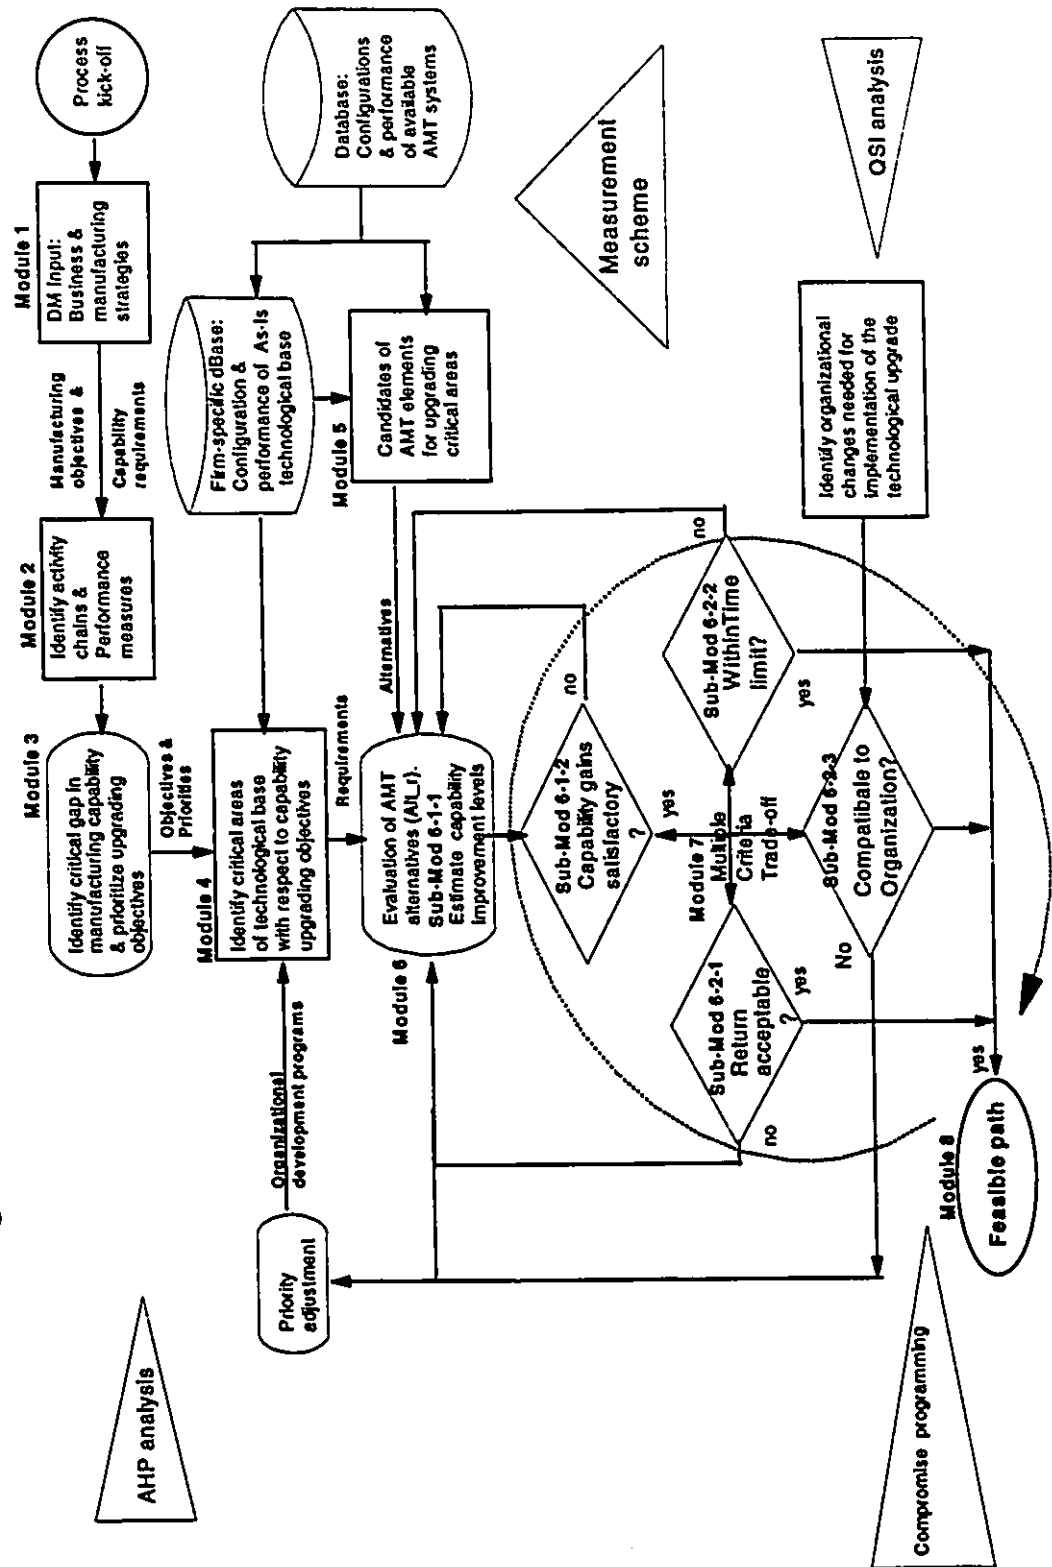 Process
kick-off
Module 1
DM Input:
Business &
manufacturing
strategies
Manufacturing
objectives &
Capability
requirements
Module 2
Identify activity
chains &
Performance
measures
Module 3
Identify critical gap in
manufacturing capability
& prioritize upgrading
objectives
Objectives &
Priorities
Database:
Configurations
& performance
of available
AMT systems
Firm-specific dBase:
Configuration &
performance of As-Is
technological base
Module 4
Identify critical areas
of technological base
with respect to capability
upgrading objectives
Organizational
development programs
Priority
adjustment
AHP analysis
Module 5
Candidates of
AMT elements
for upgrading
critical areas
Alternatives
Requirements
Module 6
Evaluation of AMT
alternatives (Alt_r).
Sub-Mod 6-1-1
Estimate capability
Improvement levels
Measurement
scheme
Sub-Mod 6-1-2
Capability gains
satisfactory
?
no
yes
Sub-Mod 6-2-2
WithinTime
limit?
no
yes
Module 7
Multiple
Criteria
Trade-off
Sub-Mod 6-2-1
Return
acceptable
?
no
yes
Sub-Mod 6-2-3
Compatibale to
Organization?
No
QSI analysis
Identify organizational
changes needed for
implementation of the
technological upgrade
yes
Module 8
Feasible path
Compromise programming